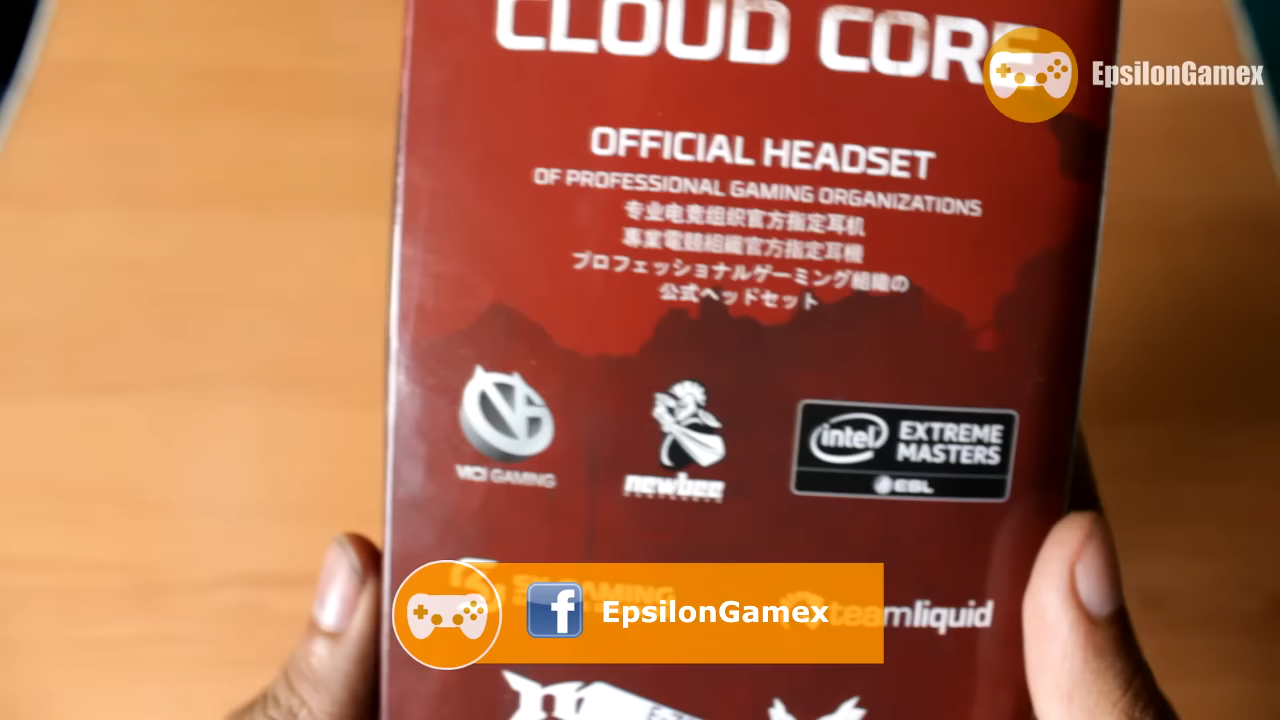 CLOUD CORE
EpsilonGamex
OFFICIAL HEADSET
OF PROFESSIONAL GAMING ORGANIZATIONS
专业电竞组织官方指定耳机
專業電競組織官方指定耳機
プロフェッショナルゲーミング組織の
公式ヘッドセット
VICI GAMING
newbee
intel EXTREME MASTERS
ESL
SK GAMING
teamliquid
EpsilonGamex